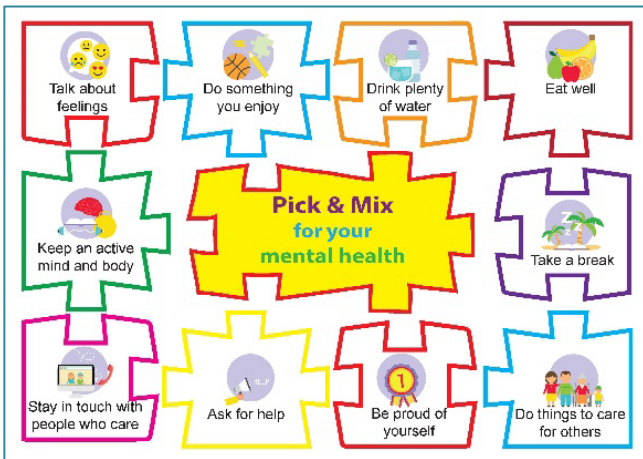 Talk about
feelings
Do something
you enjoy
Drink plenty
of water
Eat well
Keep an active
mind and body
Pick & Mix
for your
mental health
Take a break
Stay in touch with
people who care
Ask for help
Be proud of
yourself
Do things to care
for others